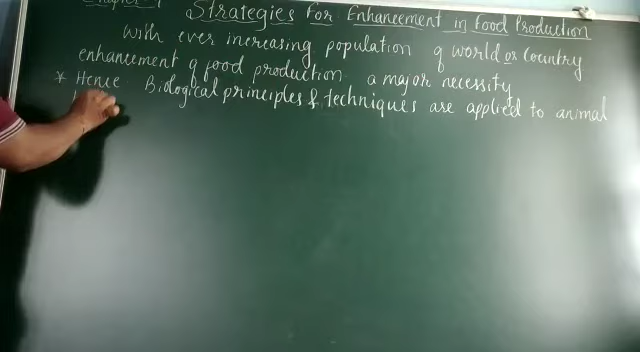 Chapter - 
Strategies For Enhancement in Food Production
With ever increasing population of world or Country
enhancement of food production a major necessity
* Hence Biological principles & techniques are applied to animal